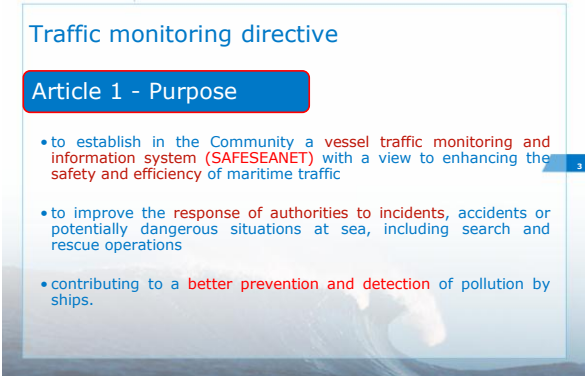 Traffic monitoring directive
Article 1 - Purpose
• to establish in the Community a vessel traffic monitoring and
information system (SAFESEANET) with a view to enhancing the
safety and efficiency of maritime traffic
3
• to improve the response of authorities to incidents, accidents or
potentially dangerous situations at sea, including search and
rescue operations
• contributing to a better prevention and detection of pollution by
ships.